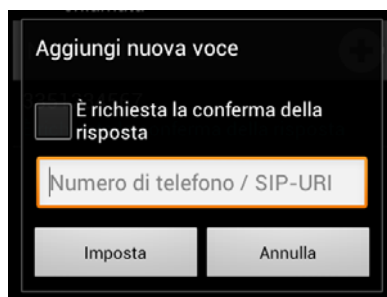 Aggiungi nuova voce
È richiesta la conferma della
risposta
Numero di telefono / SIP-URI
Imposta
Annulla